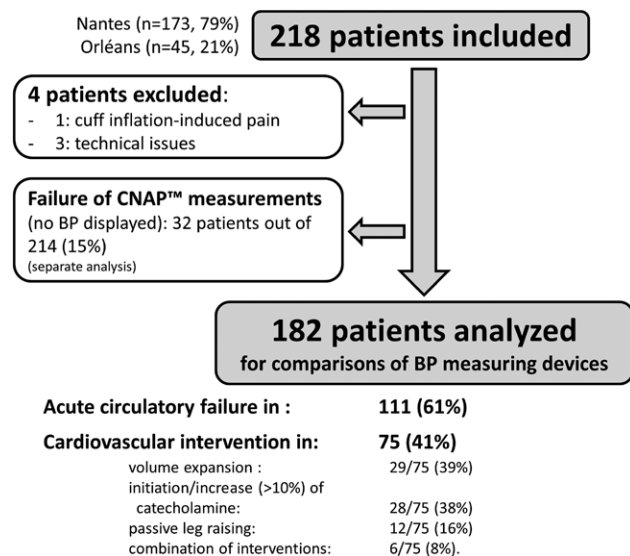 Nantes (n=173, 79%)
Orléans (n=45, 21%)
218 patients included
4 patients excluded:
- 1: cuff inflation-induced pain
- 3: technical issues
Failure of CNAP™ measurements
(no BP displayed): 32 patients out of
214 (15%)
(separate analysis)
182 patients analyzed
for comparisons of BP measuring devices
Acute circulatory failure in : 111 (61%)
Cardiovascular intervention in: 75 (41%)
volume expansion : 29/75 (39%)
initiation/increase (>10%) of
catecholamine: 28/75 (38%)
passive leg raising: 12/75 (16%)
combination of interventions: 6/75 (8%).